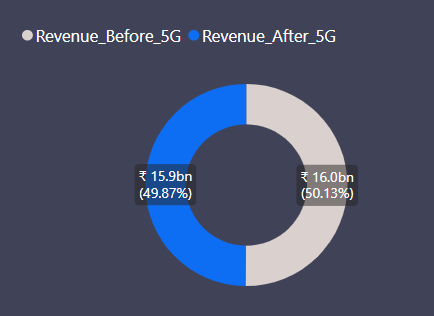 Revenue_Before_5G Revenue_After_5G
₹ 15.9bn
(49.87%)
₹ 16.0bn
(50.13%)